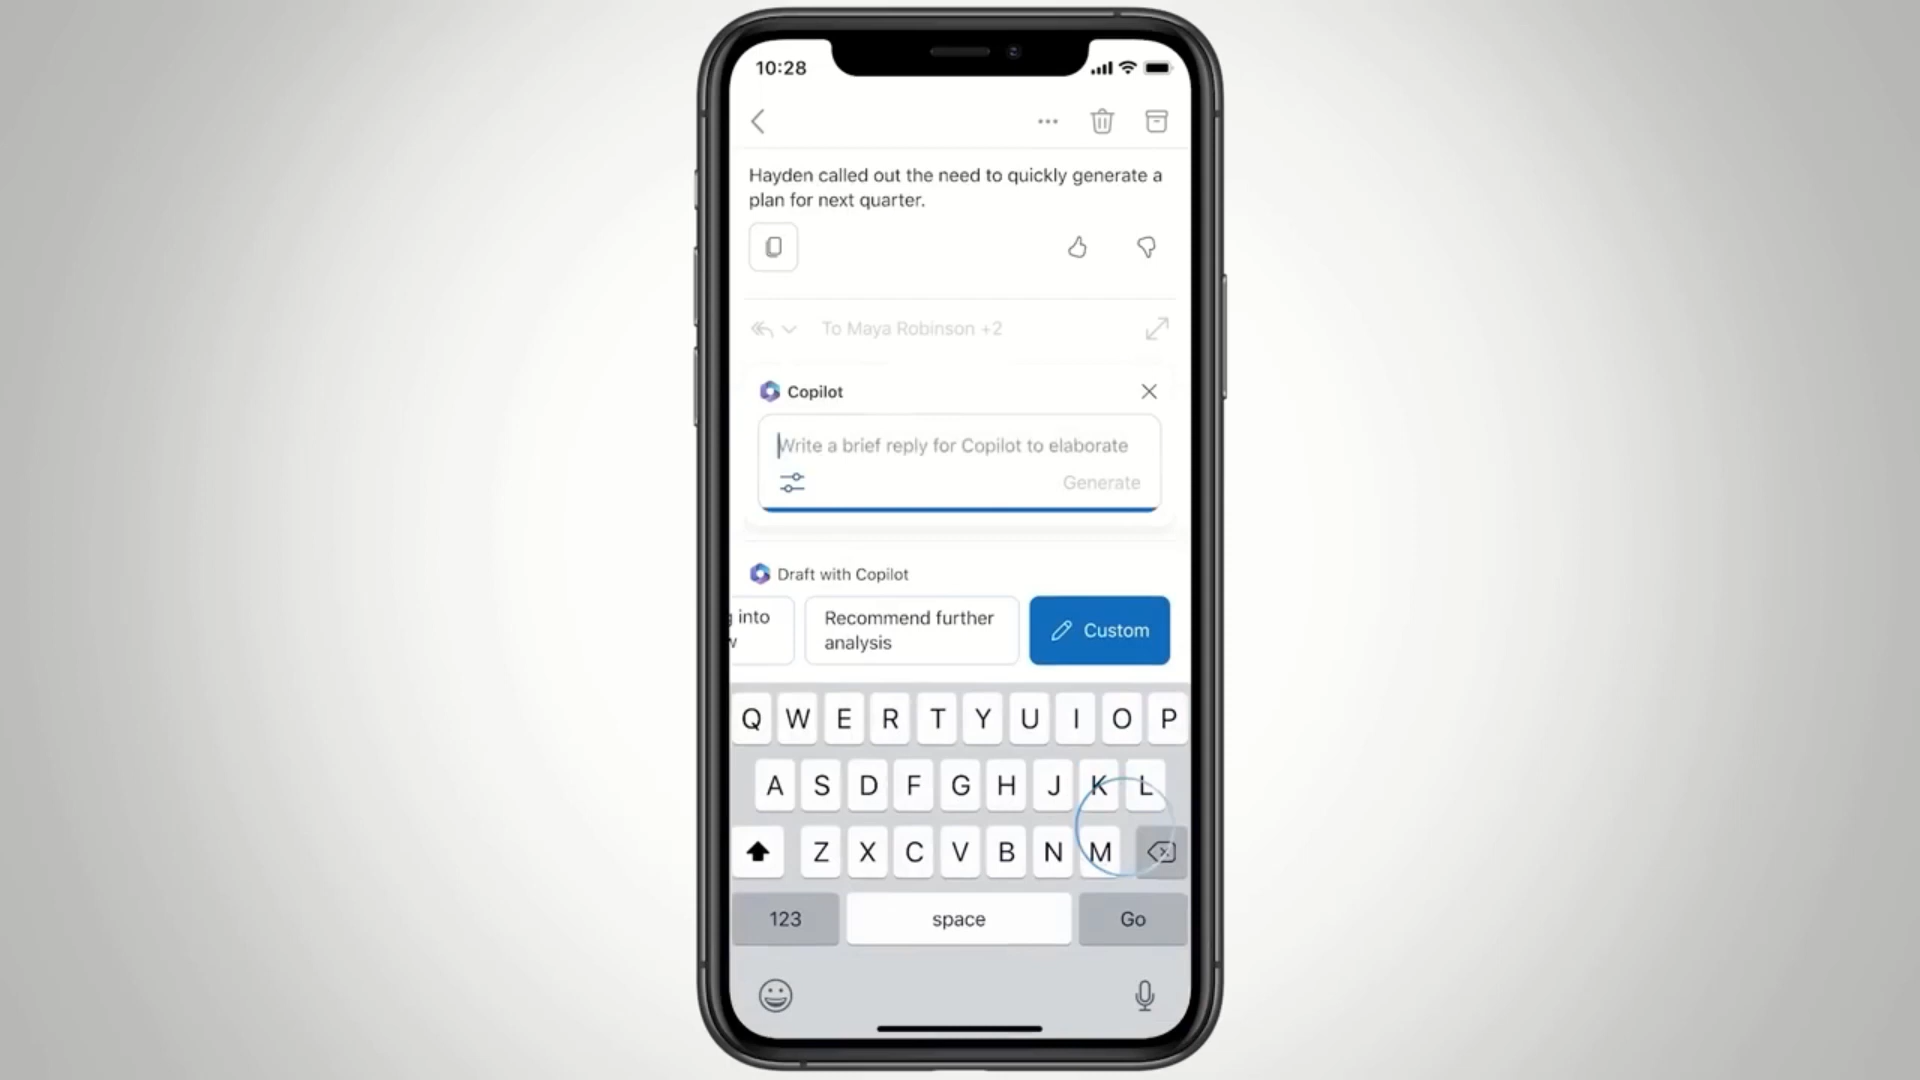 10:28
Hayden called out the need to quickly generate a
plan for next quarter.
To Maya Robinson +2
Copilot
Write a brief reply for Copilot to elaborate
Generate
Draft with Copilot
into
Recommend further
analysis
Custom
Q W E R T Y U I O P
A S D F G H J K L
Z X C V B N M
123 space Go